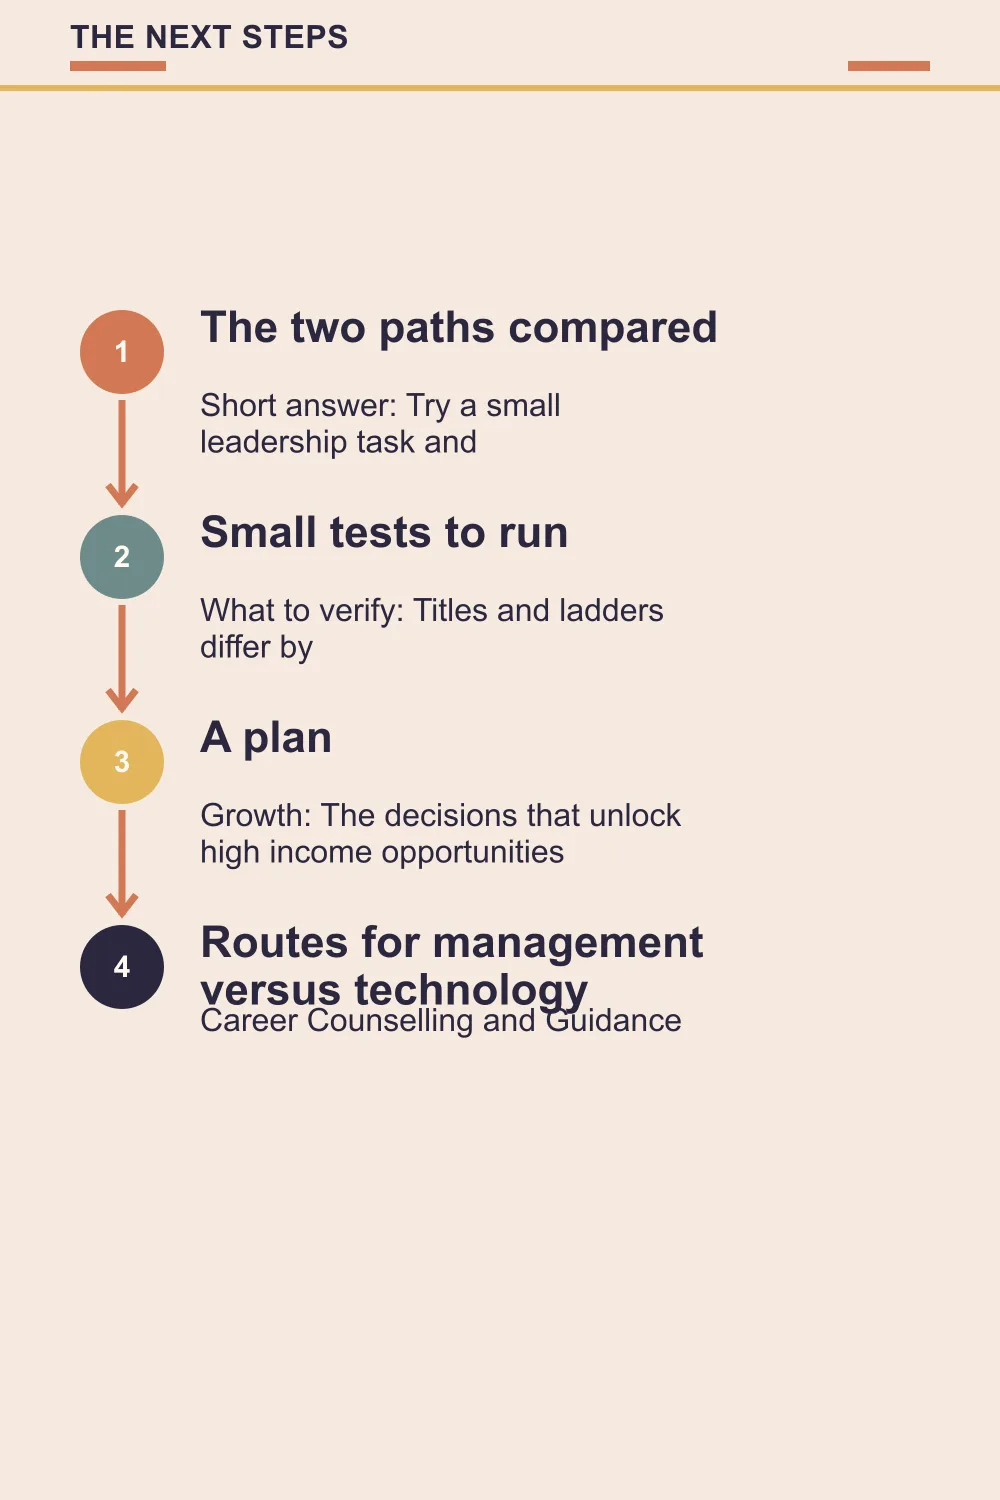 THE NEXT STEPS
1
The two paths compared
Short answer: Try a small
leadership task and
2
Small tests to run
What to verify: Titles and ladders
differ by
3
A plan
Growth: The decisions that unlock
high income opportunities
4
Routes for management
versus technology
Career Counselling and Guidance